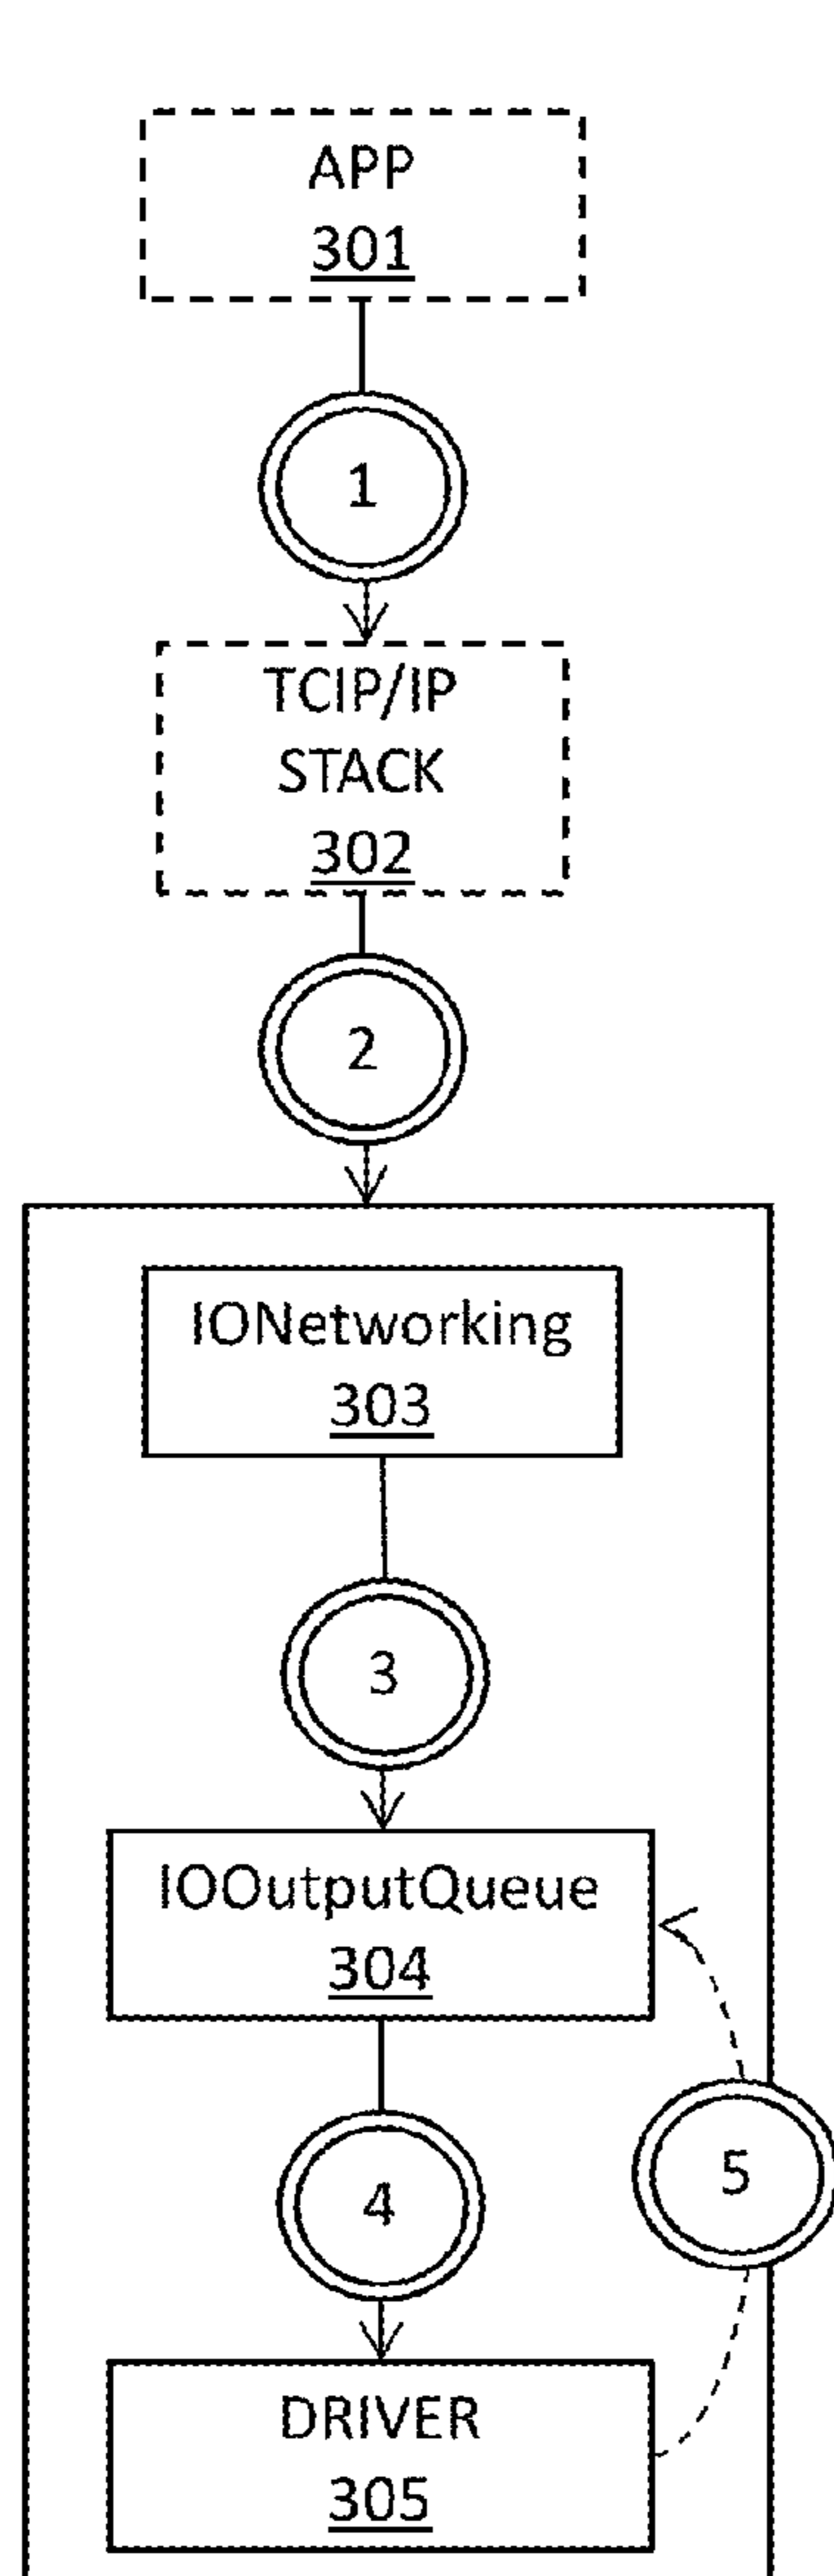 APP
301
1
TCIP/IP
STACK
302
2
IONetworking
303
3
IOOutputQueue
304
4
5
DRIVER
305